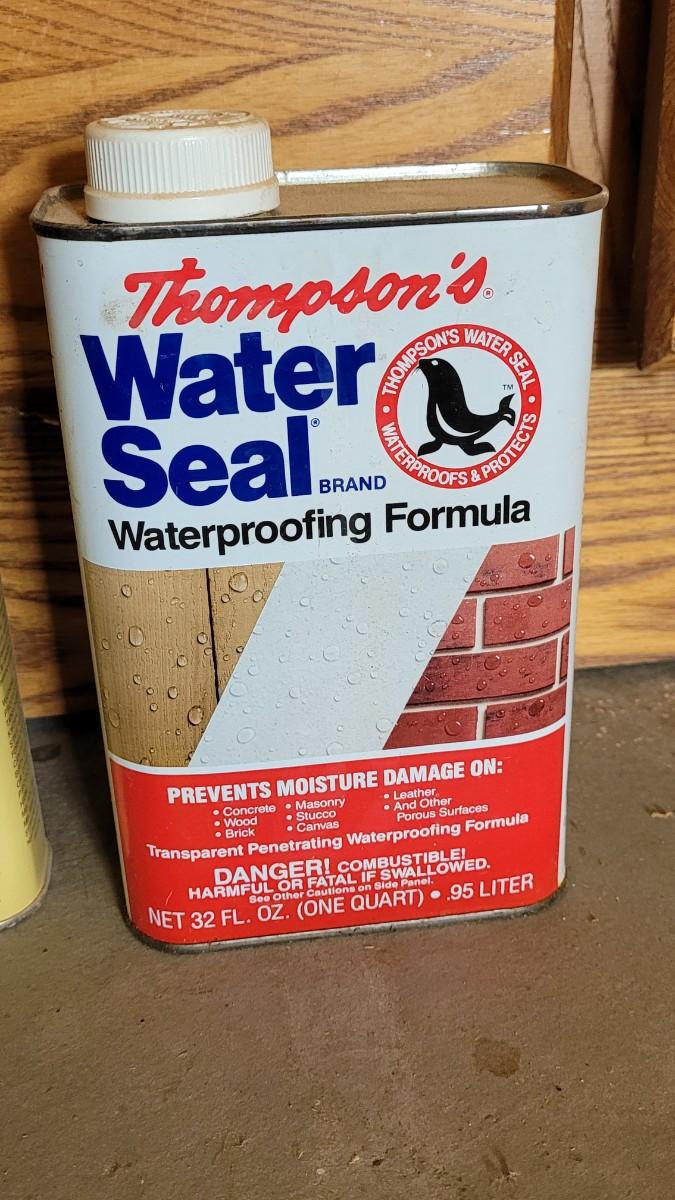 Thompson's®
Water
Seal® BRAND
THOMPSON'S WATER SEAL • WATERPROOFS & PROTECTS •
TM
Waterproofing Formula
PREVENTS MOISTURE DAMAGE ON:
• Concrete
• Wood
• Brick
• Masonry
• Stucco
• Canvas
• Leather
• And Other
Porous Surfaces
Transparent Penetrating Waterproofing Formula
DANGER! COMBUSTIBLE!
HARMFUL OR FATAL IF SWALLOWED.
See Other Cautions on Side Panel.
NET 32 FL. OZ. (ONE QUART) • .95 LITER